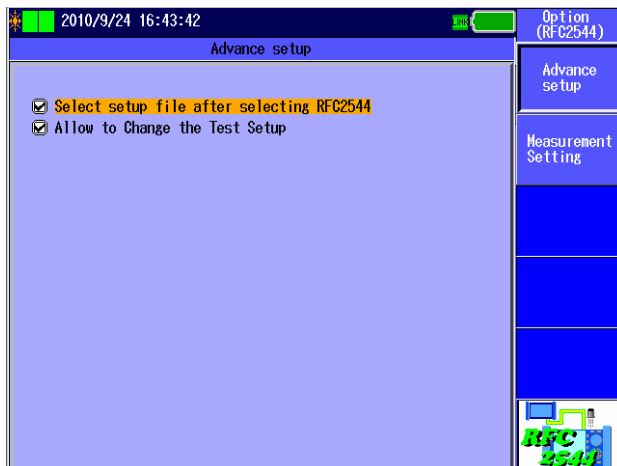 2010/9/24 16:43:42
LINK
Option
(RFC2544)
Advance setup
Advance
setup
Select setup file after selecting RFC2544
Allow to Change the Test Setup
Measurement
Setting
RFC
2544